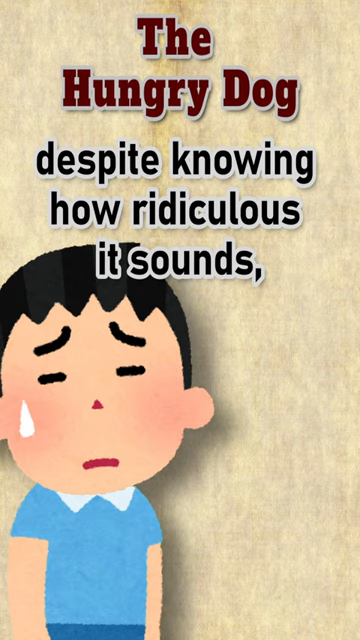 The
Hungry Dog
despite knowing
how ridiculous
it sounds,